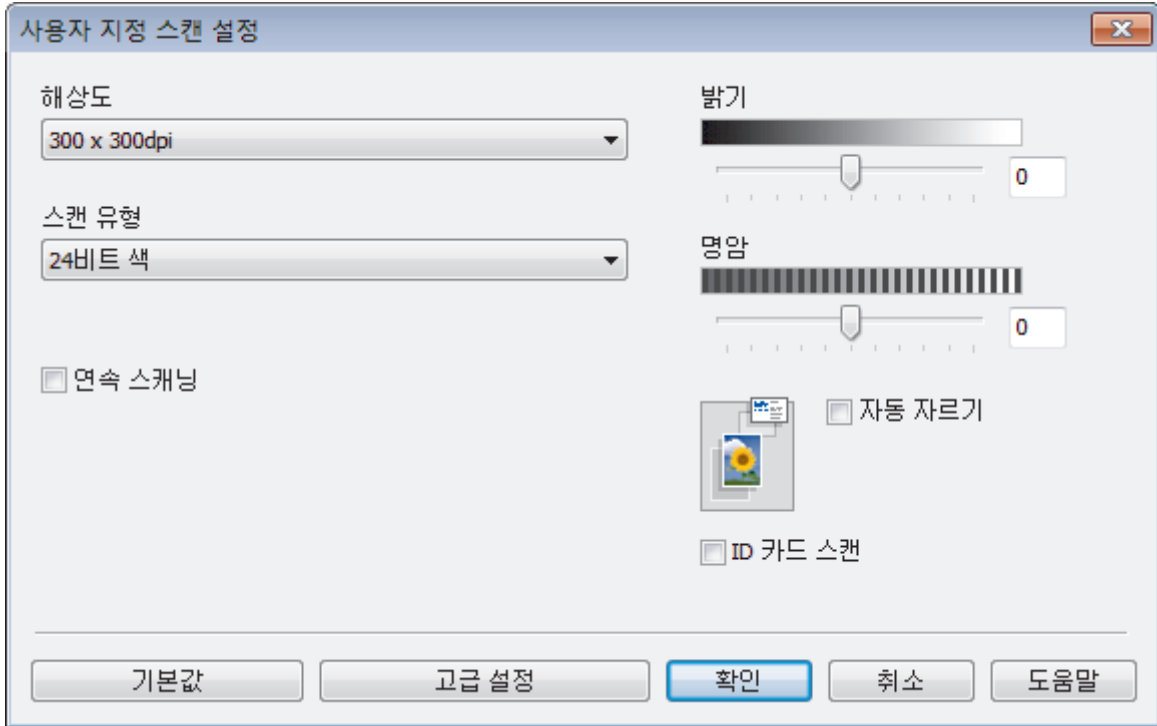 사용자 지정 스캔 설정
해상도
300 x 300dpi
스캔 유형
24비트 색
연속 스캐닝
밝기
0
명암
0
자동 자르기
ID 카드 스캔
기본값
고급 설정
확인
취소
도움말